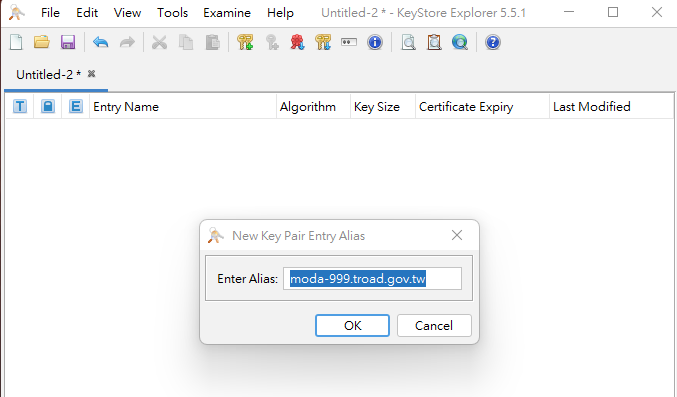 File Edit View Tools Examine Help Untitled-2 * - KeyStore Explorer 5.5.1
Untitled-2 *
T E Entry Name Algorithm Key Size Certificate Expiry Last Modified
New Key Pair Entry Alias
Enter Alias: moda-999.troad.gov.tw
OK Cancel